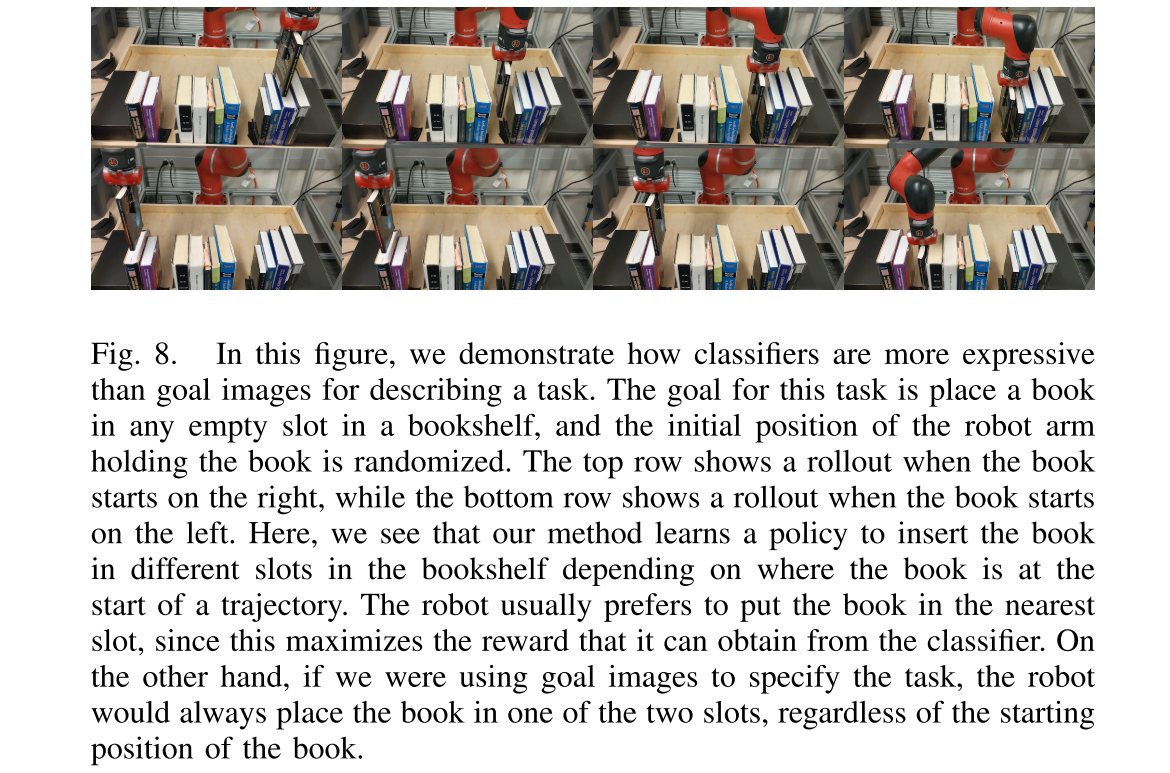 Fig. 8. In this figure, we demonstrate how classifiers are more expressive
than goal images for describing a task. The goal for this task is place a book
in any empty slot in a bookshelf, and the initial position of the robot arm
holding the book is randomized. The top row shows a rollout when the book
starts on the right, while the bottom row shows a rollout when the book starts
on the left. Here, we see that our method learns a policy to insert the book
in different slots in the bookshelf depending on where the book is at the
start of a trajectory. The robot usually prefers to put the book in the nearest
slot, since this maximizes the reward that it can obtain from the classifier. On
the other hand, if we were using goal images to specify the task, the robot
would always place the book in one of the two slots, regardless of the starting
position of the book.